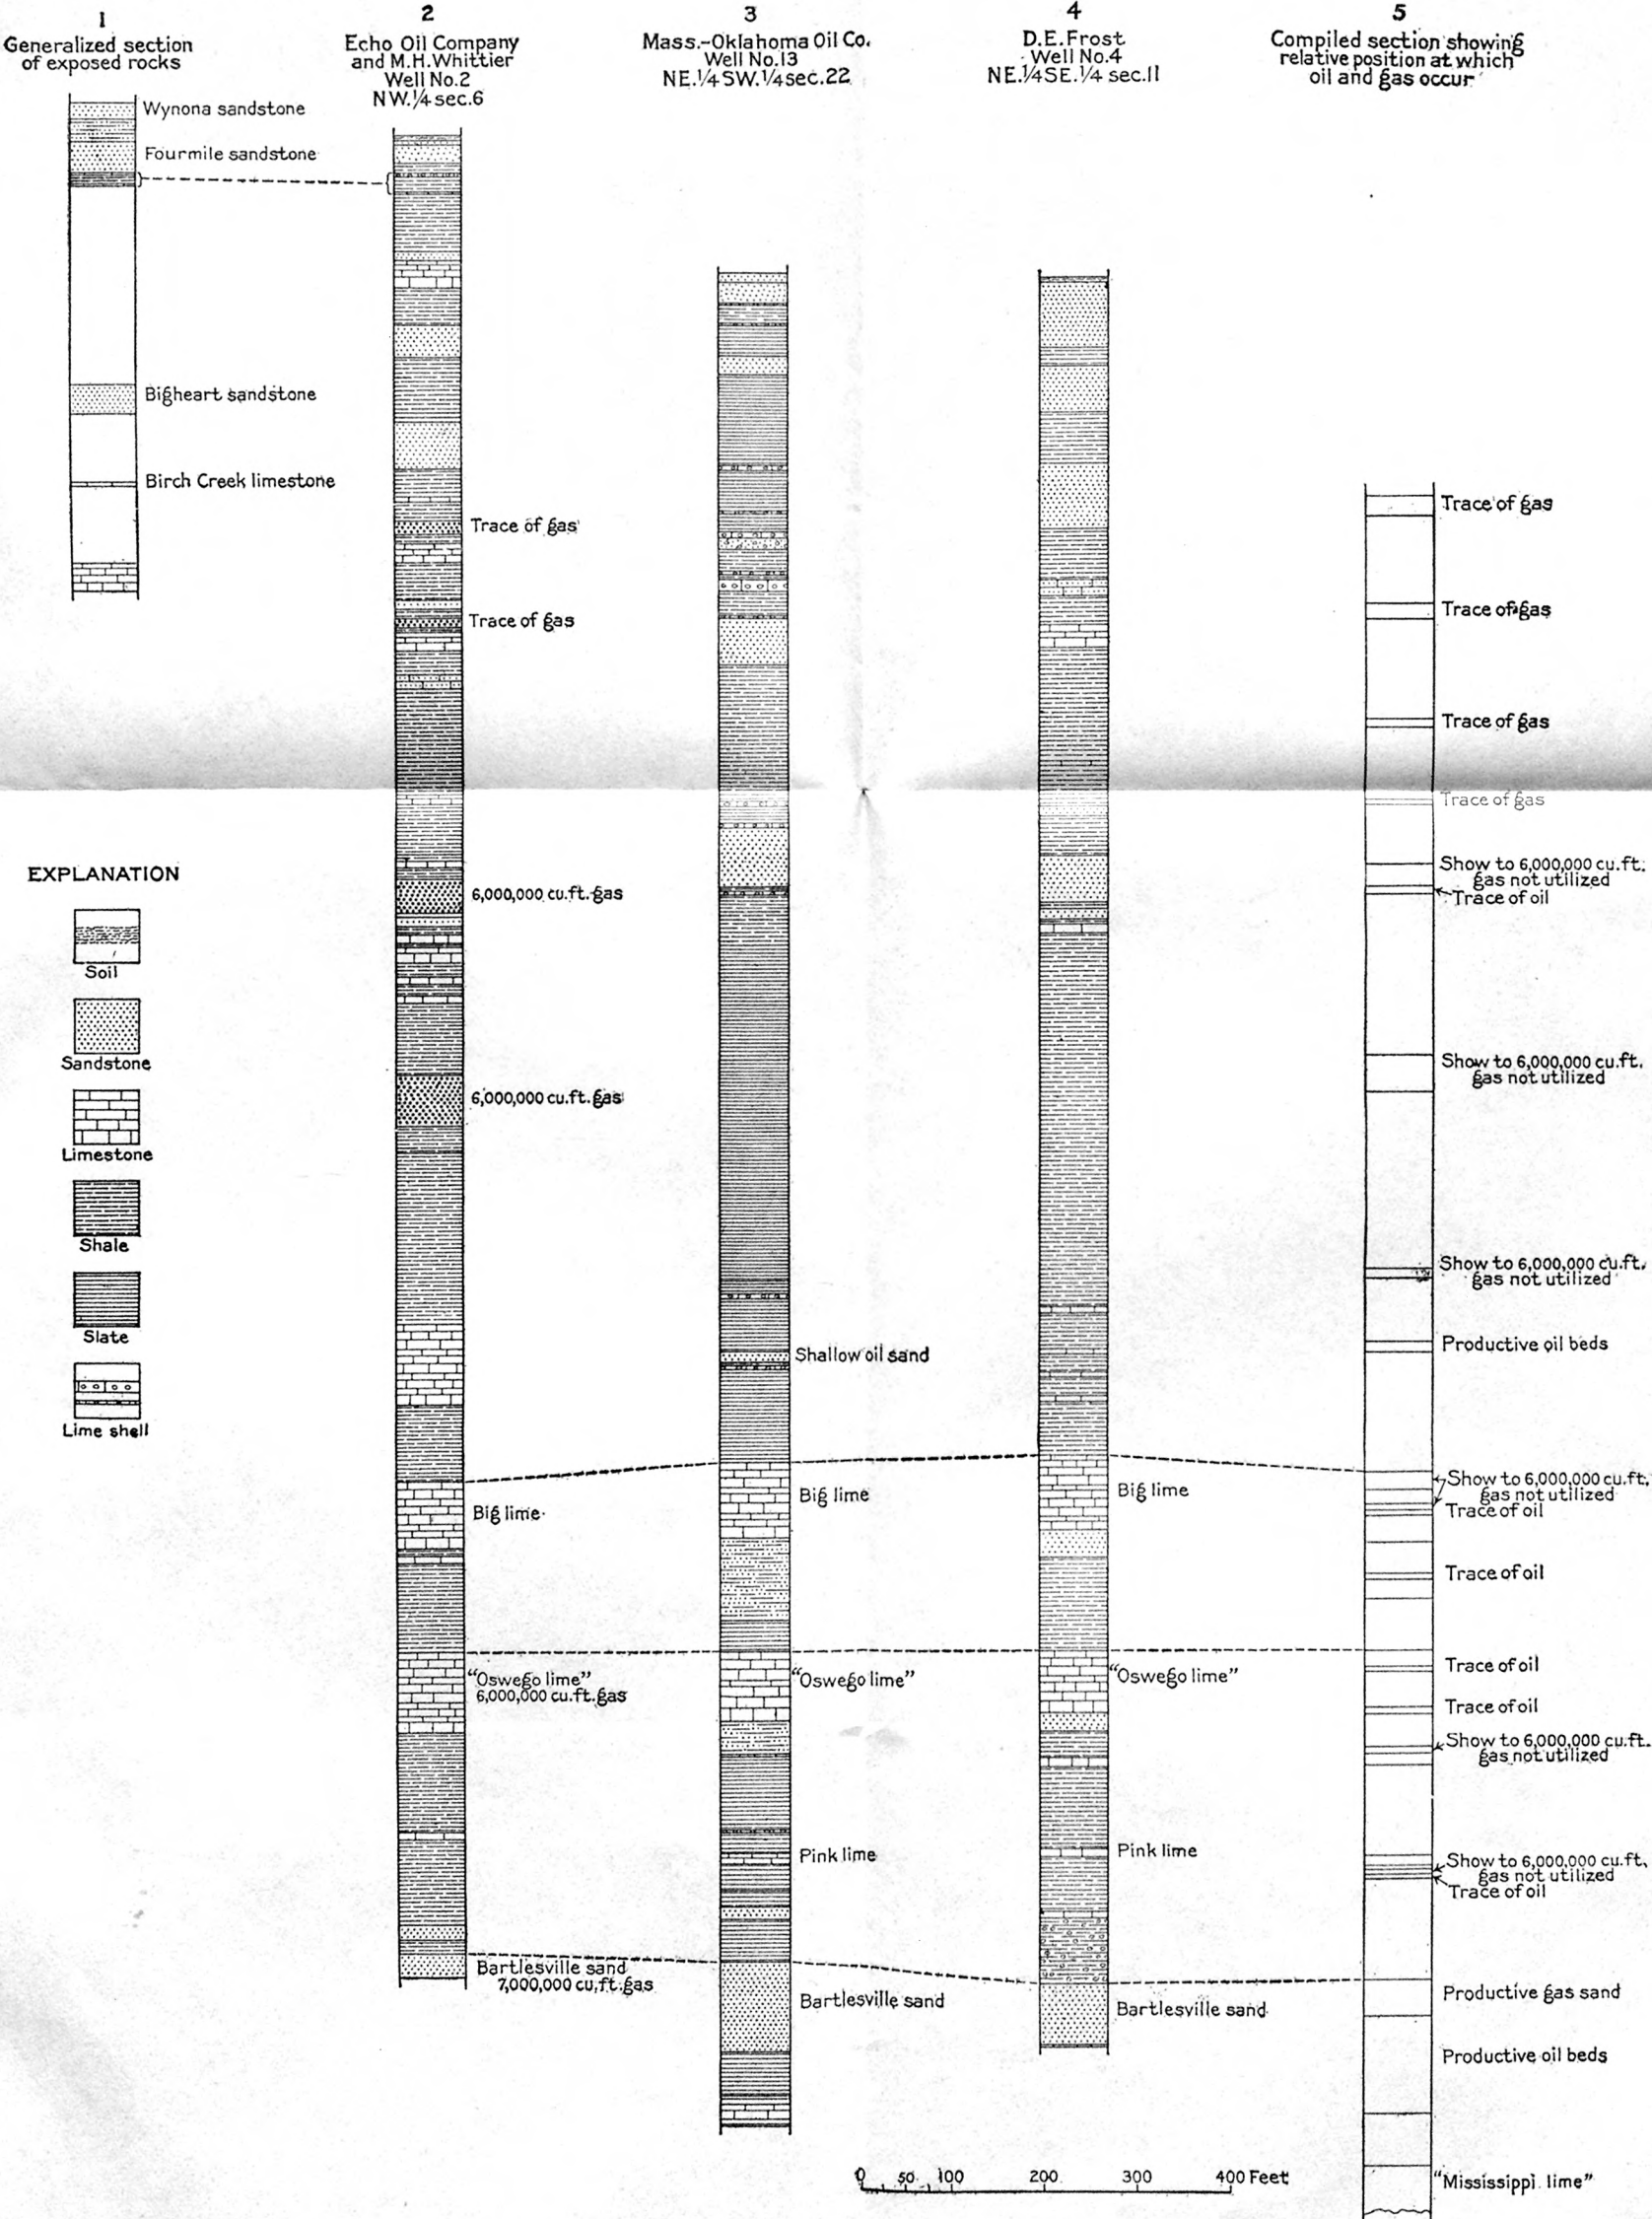 1
Generalized section
of exposed rocks
Wynona sandstone
Fourmile sandstone
Bigheart sandstone
Birch Creek limestone
2
Echo Oil Company
and M.H.Whittier
Well No.2
NW.1/4 sec.6
Trace of gas
Trace of gas
6,000,000 cu.ft.gas
6,000,000 cu.ft.gas
Big lime
"Oswego lime"
6,000,000 cu.ft.gas
Bartlesville sand
7,000,000 cu.ft.gas
3
Mass.-Oklahoma Oil Co.
Well No.13
NE.1/4 SW.1/4 sec.22
Shallow oil sand
Big lime
"Oswego lime"
Pink lime
Bartlesville sand
4
D.E.Frost
Well No.4
NE.1/4 SE.1/4 sec.11
Big lime
"Oswego lime"
Pink lime
Bartlesville sand
5
Compiled section showing
relative position at which
oil and gas occur
Trace of gas
Trace of gas
Trace of gas
Trace of gas
Show to 6,000,000 cu.ft.
gas not utilized
Trace of oil
Show to 6,000,000 cu.ft.
gas not utilized
Show to 6,000,000 cu.ft.
gas not utilized
Productive oil beds
Show to 6,000,000 cu.ft.
gas not utilized
Trace of oil
Trace of oil
Trace of oil
Trace of oil
Show to 6,000,000 cu.ft.
gas not utilized
Show to 6,000,000 cu.ft.
gas not utilized
Trace of oil
Productive gas sand
Productive oil beds
"Mississippi lime"
EXPLANATION
Soil
Sandstone
Limestone
Shale
Slate
Lime shell
0 50 100 200 300 400 Feet